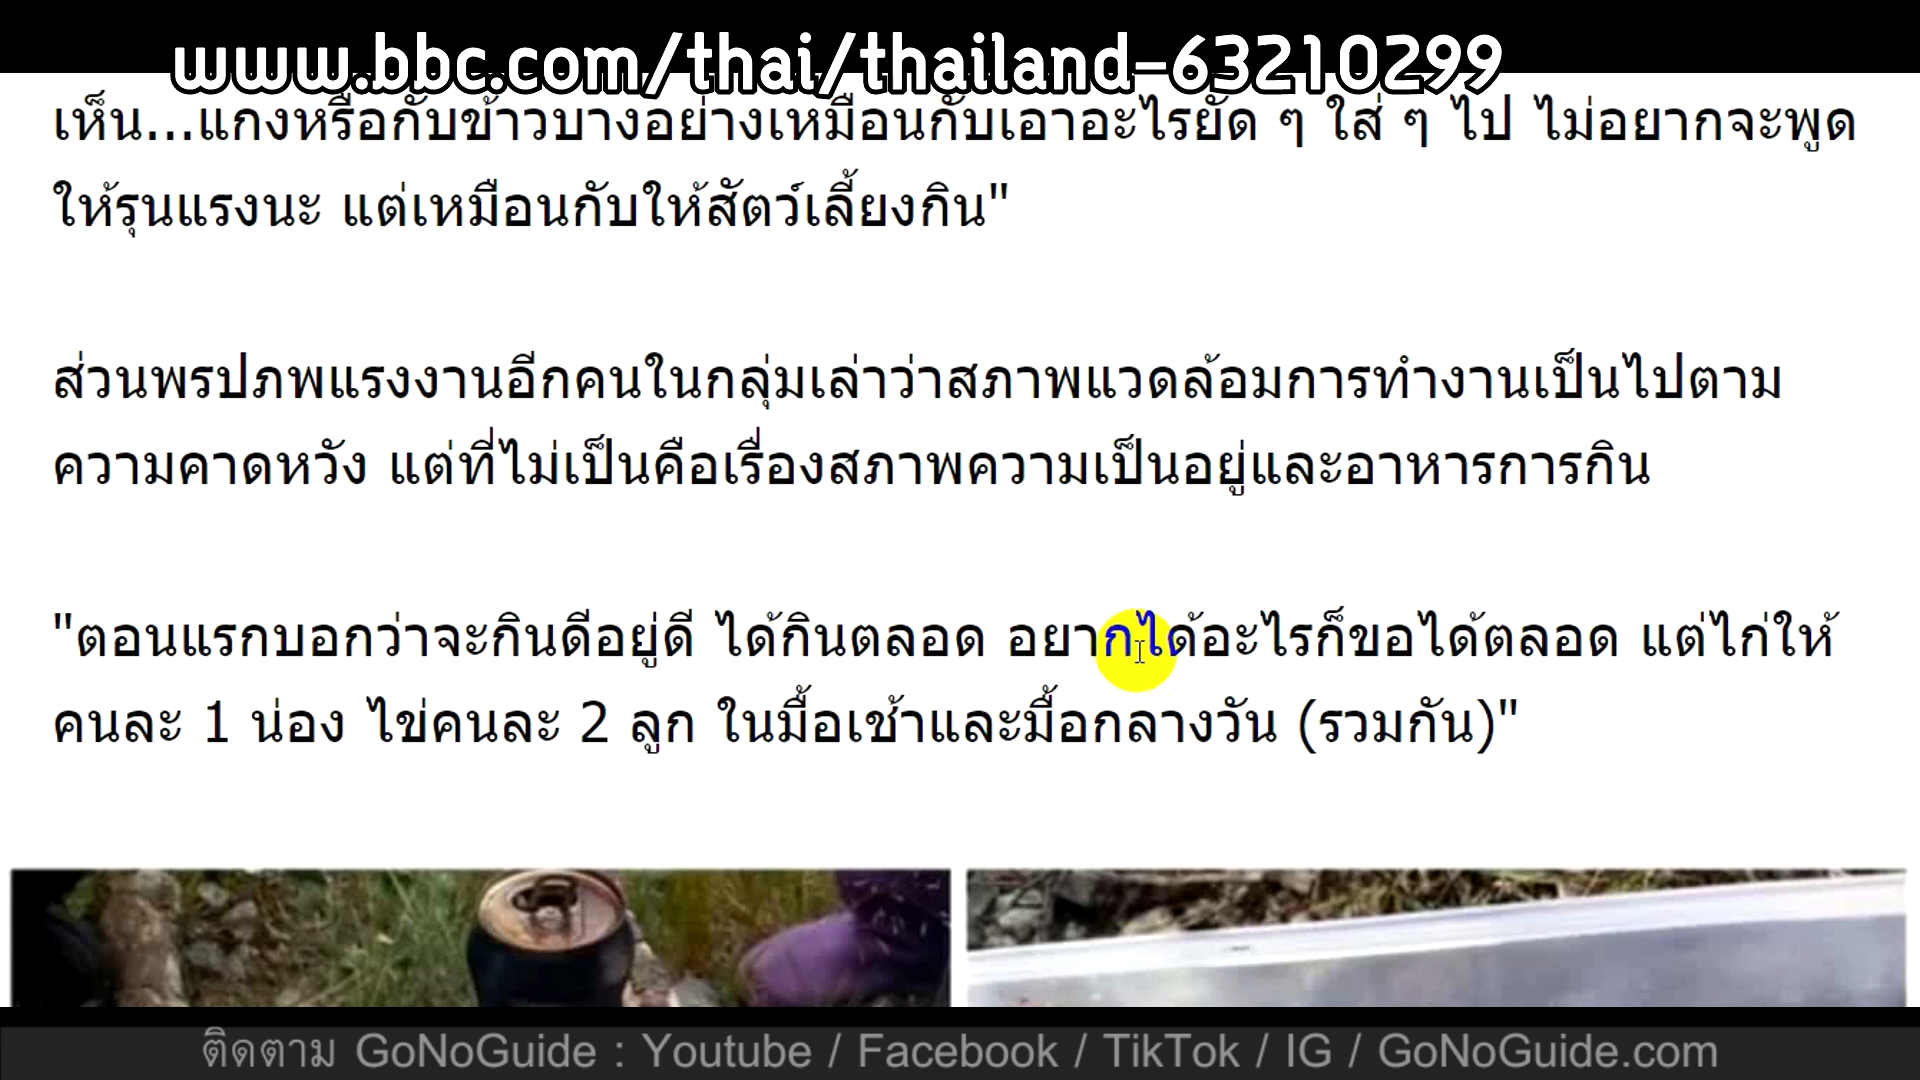 www.bbc.com/thai/thailand-63210299
เห็น...แกงหรือกับข้าวบางอย่างเหมือนกับเอาอะไรยัด ๆ ใส่ ๆ ไป ไม่อยากจะพูด
ให้รุนแรงนะ แต่เหมือนกับให้สัตว์เลี้ยงกิน"
ส่วนพรปภพแรงงานอีกคนในกลุ่มเล่าว่าสภาพแวดล้อมการทำงานเป็นไปตาม
ความคาดหวัง แต่ที่ไม่เป็นคือเรื่องสภาพความเป็นอยู่และอาหารการกิน
"ตอนแรกบอกว่าจะกินดีอยู่ดี ได้กินตลอด อยากได้อะไรก็ขอได้ตลอด แต่ไก่ให้
คนละ 1 น่อง ไข่คนละ 2 ลูก ในมื้อเช้าและมื้อกลางวัน (รวมกัน)"
ติดตาม GoNoGuide : Youtube / Facebook / TikTok / IG / GoNoGuide.com